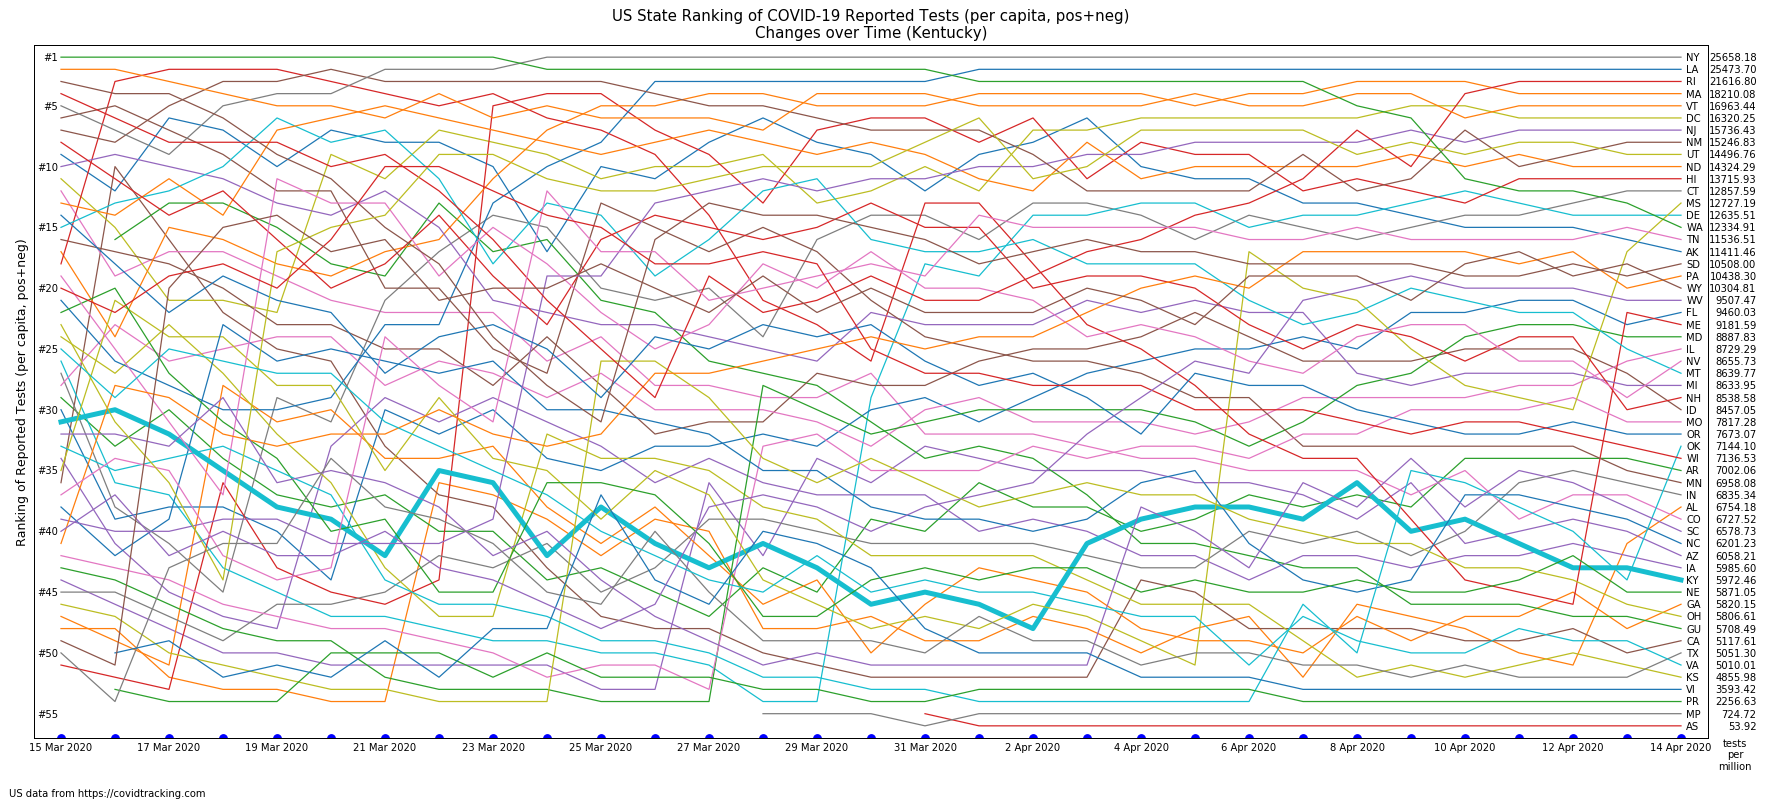 US State Ranking of COVID-19 Reported Tests (per capita, pos+neg)
Changes over Time (Kentucky)
Ranking of Reported Tests (per capita, pos+neg)
#1
#5
#10
#15
#20
#25
#30
#35
#40
#45
#50
#55
NY 25658.18
LA 25473.70
RI 21616.80
MA 18210.08
VT 16963.44
DC 16320.25
NJ 15736.43
NM 15246.83
UT 14496.76
ND 14324.29
HI 13715.93
CT 12857.59
MS 12727.19
DE 12635.51
WA 12334.91
TN 11536.51
AK 11411.46
SD 10508.00
PA 10438.30
WY 10304.81
WV 9507.47
FL 9460.03
ME 9181.59
MD 8887.83
IL 8729.29
NV 8655.73
MT 8639.77
MI 8633.95
NH 8538.58
ID 8457.05
MO 7817.28
OR 7673.07
OK 7144.10
WI 7136.53
AR 7002.06
MN 6958.08
IN 6835.34
AL 6754.18
CO 6727.52
SC 6578.73
NC 6201.23
AZ 6058.21
IA 5985.60
KY 5972.46
NE 5871.05
GA 5820.15
OH 5806.61
GU 5708.49
CA 5117.61
TX 5051.30
VA 5010.01
KS 4855.98
VI 3593.42
PR 2256.63
MP 724.72
AS 53.92
15 Mar 2020 17 Mar 2020 19 Mar 2020 21 Mar 2020 23 Mar 2020 25 Mar 2020 27 Mar 2020 29 Mar 2020 31 Mar 2020 2 Apr 2020 4 Apr 2020 6 Apr 2020 8 Apr 2020 10 Apr 2020 12 Apr 2020 14 Apr 2020
tests
per
million
US data from https://covidtracking.com